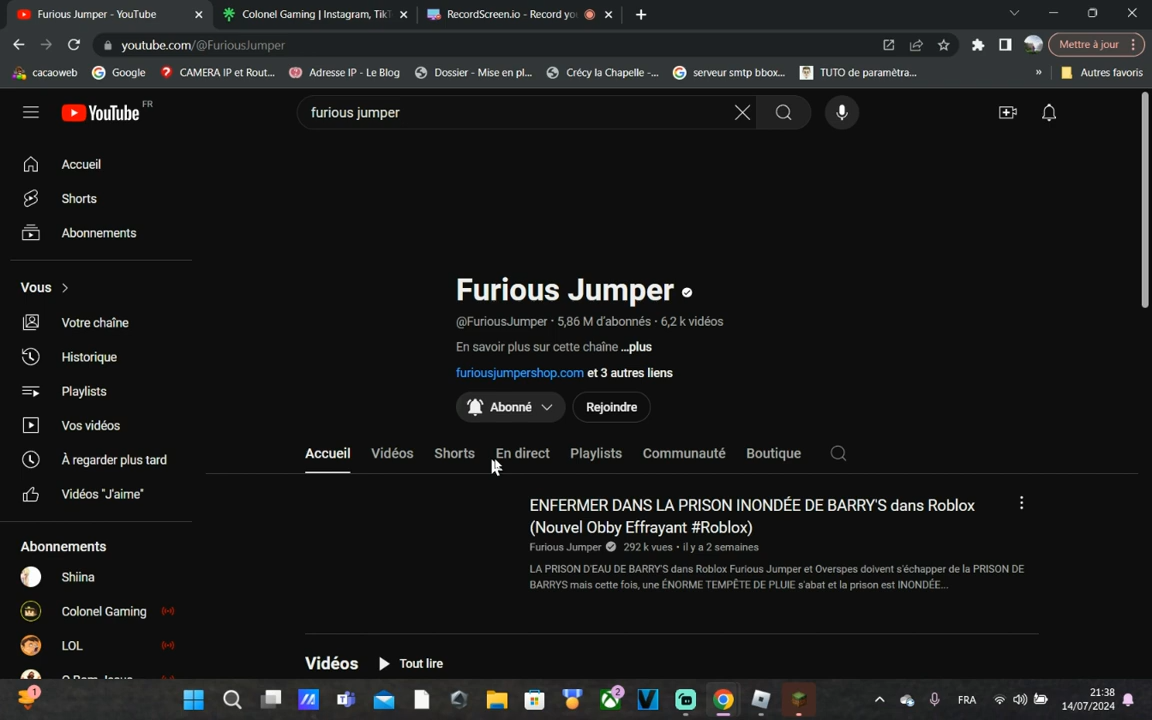 Furious Jumper - YouTube
Colonel Gaming | Instagram, TikT
RecordScreen.io - Record yo
youtube.com/@FuriousJumper
Mettre à jour
cacaoweb
Google
CAMERA IP et Rout...
Adresse IP - Le Blog
Dossier - Mise en pl...
Crécy la Chapelle -...
serveur smtp bbox...
TUTO de paramètra...
»
Autres favoris
YouTube FR
furious jumper
Accueil
Shorts
Abonnements
Vous
Votre chaîne
Historique
Playlists
Vos vidéos
À regarder plus tard
Vidéos "J'aime"
Abonnements
Shiina
Colonel Gaming
LOL
Furious Jumper
@FuriousJumper · 5,86 M d'abonnés · 6,2 k vidéos
En savoir plus sur cette chaîne ...plus
furiousjumpershop.com et 3 autres liens
Abonné
Rejoindre
Accueil Vidéos Shorts En direct Playlists Communauté Boutique
ENFERMER DANS LA PRISON INONDÉE DE BARRY'S dans Roblox
(Nouvel Obby Effrayant #Roblox)
Furious Jumper 292 k vues · il y a 2 semaines
LA PRISON D'EAU DE BARRY'S dans Roblox Furious Jumper et Overspes doivent s'échapper de la PRISON DE
BARRYS mais cette fois, une ÉNORME TEMPÊTE DE PLUIE s'abat et la prison est INONDÉE...
Vidéos
Tout lire
1
2
FRA
21:38
14/07/2024